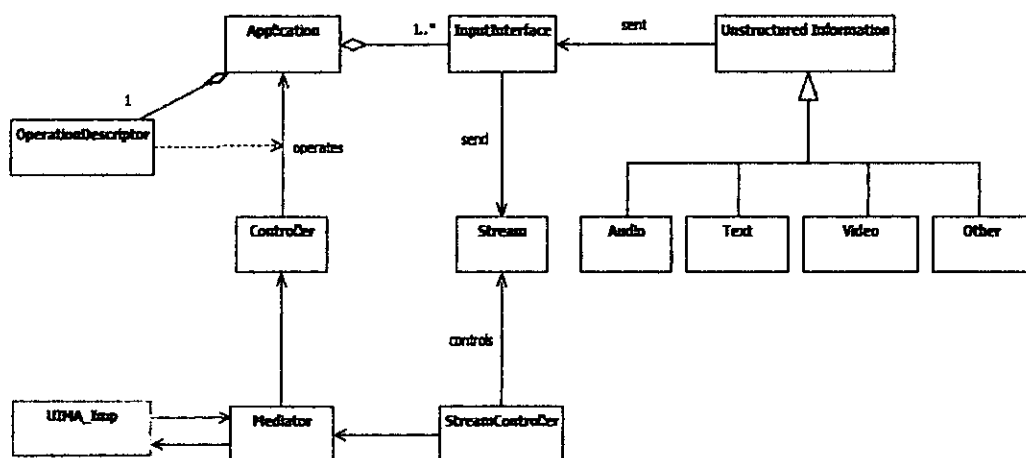 Application
1..*
InputInterface
sent
Unstructured Information
1
OperationDescriptor
operates
send
Controller
Stream
Audio
Text
Video
Other
controls
UIMA_Imp
Mediator
StreamController